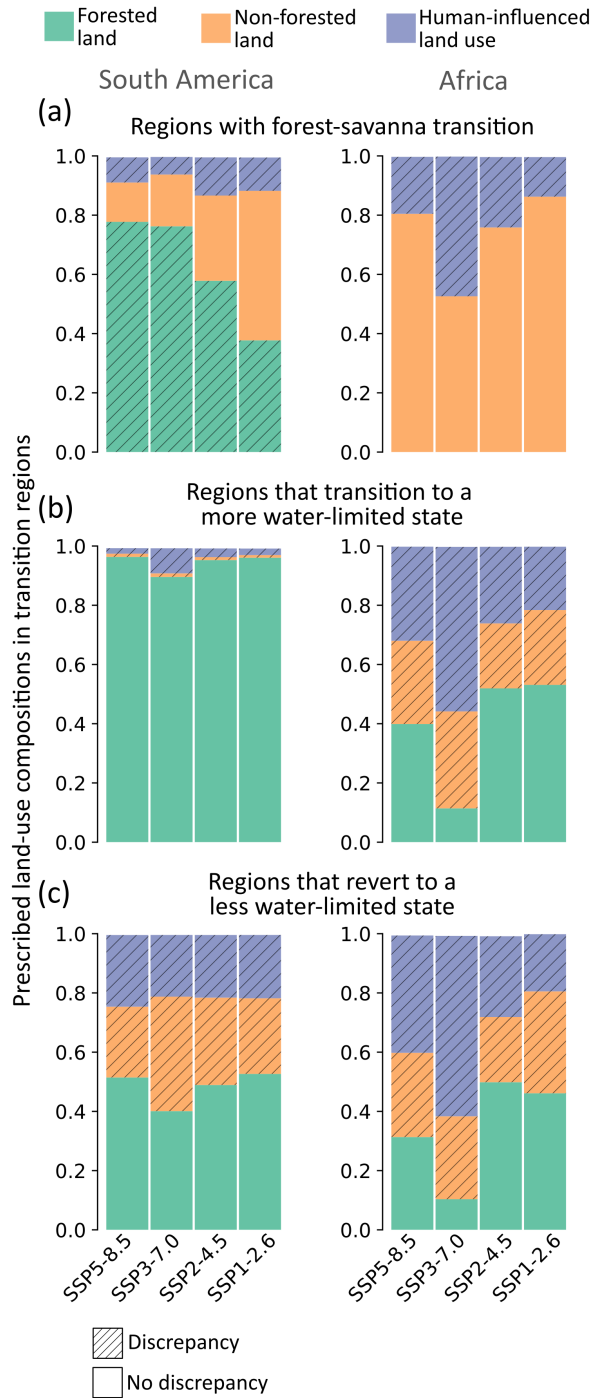 Forested
land
Non-forested
land
Human-influenced
land use
South America
Africa
(a)
Regions with forest-savanna transition
1.0
0.8
0.6
0.4
0.2
0.0
1.0
0.8
0.6
0.4
0.2
0.0
Prescribed land-use compositions in transition regions
(b)
Regions that transition to a
more water-limited state
1.0
0.8
0.6
0.4
0.2
0.0
1.0
0.8
0.6
0.4
0.2
0.0
(c)
Regions that revert to a
less water-limited state
1.0
0.8
0.6
0.4
0.2
0.0
1.0
0.8
0.6
0.4
0.2
0.0
SSP5-8.5
SSP3-7.0
SSP2-4.5
SSP1-2.6
SSP5-8.5
SSP3-7.0
SSP2-4.5
SSP1-2.6
Discrepancy
No discrepancy